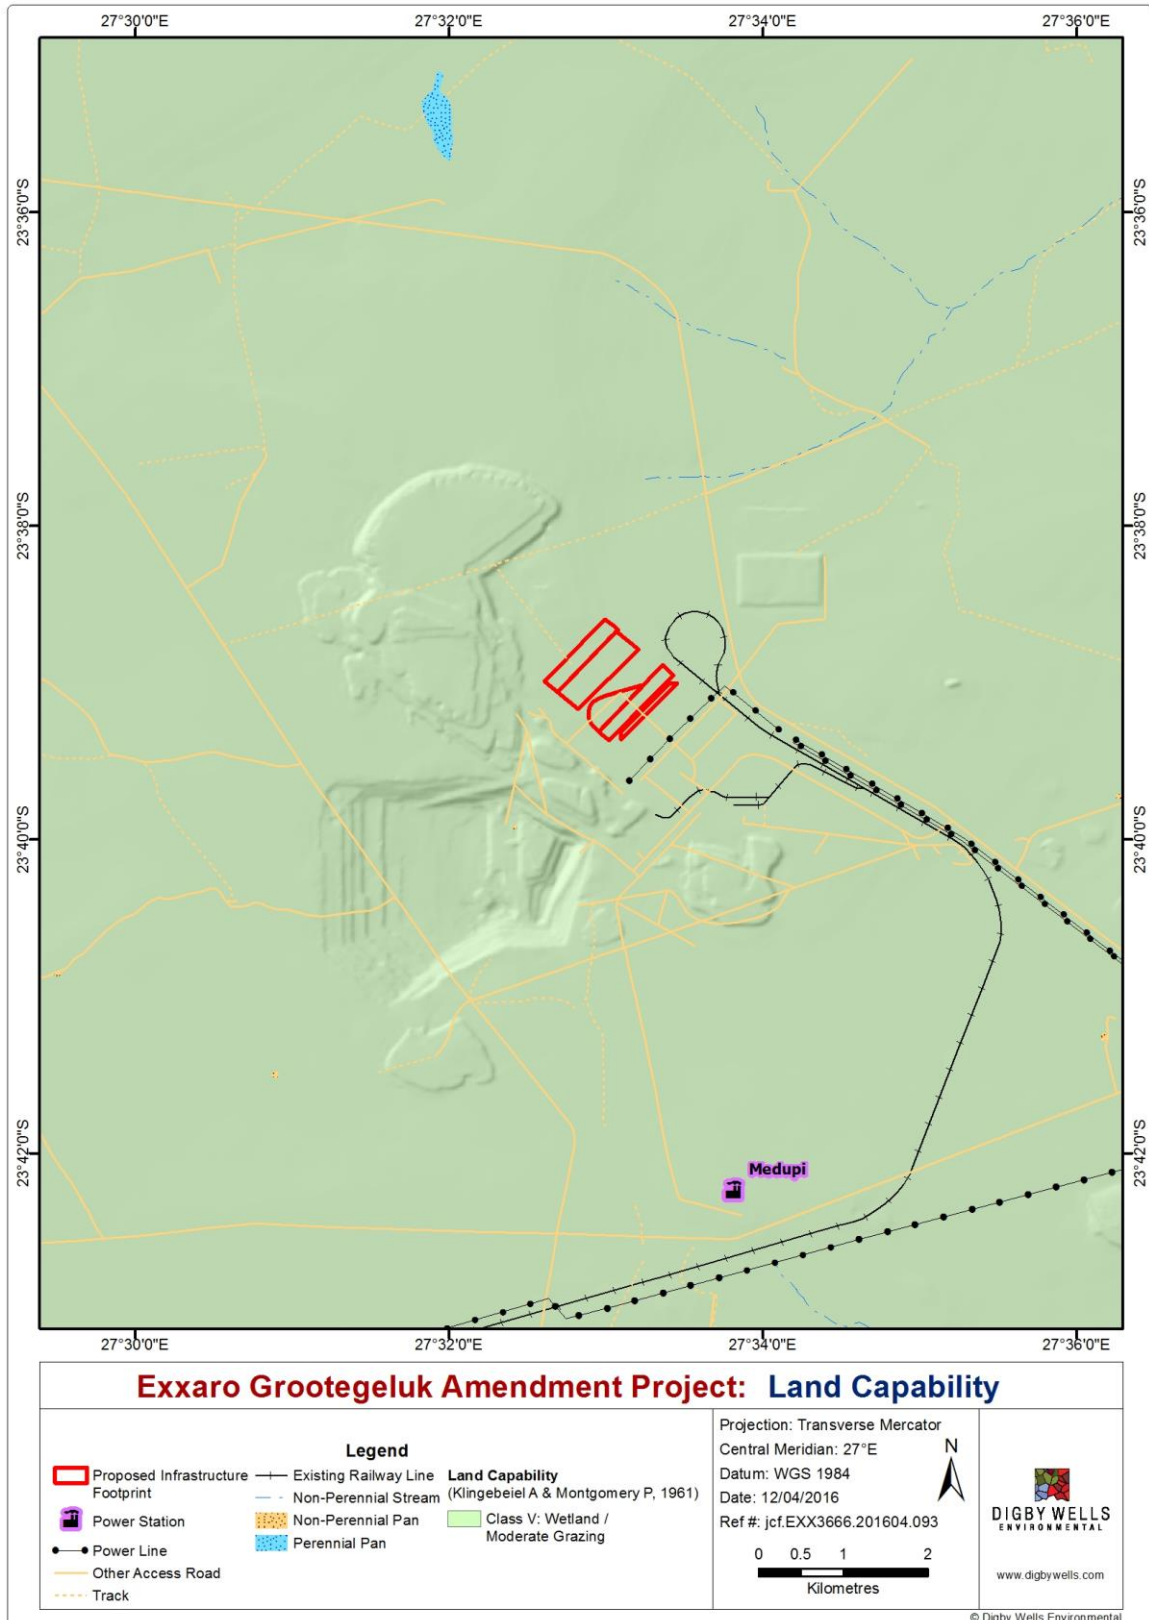 27°30'0"E 27°32'0"E 27°34'0"E 27°36'0"E
23°36'0"S 23°36'0"S
23°38'0"S 23°38'0"S
23°40'0"S 23°40'0"S
23°42'0"S 23°42'0"S
Medupi
27°30'0"E 27°32'0"E 27°34'0"E 27°36'0"E
Exxaro Grootegeluk Amendment Project: Land Capability
Legend
Proposed Infrastructure
Footprint
Power Station
Power Line
Other Access Road
Track
Existing Railway Line
Non-Perennial Stream
Non-Perennial Pan
Perennial Pan
Land Capability
(Klingebeiel A & Montgomery P, 1961)
Class V: Wetland /
Moderate Grazing
Projection: Transverse Mercator
Central Meridian: 27°E
Datum: WGS 1984
Date: 12/04/2016
Ref #: jcf.EXX3666.201604.093
N
0 0.5 1 2
Kilometres
DIGBY WELLS
ENVIRONMENTAL
www.digbywells.com
© Digby Wells Environmental